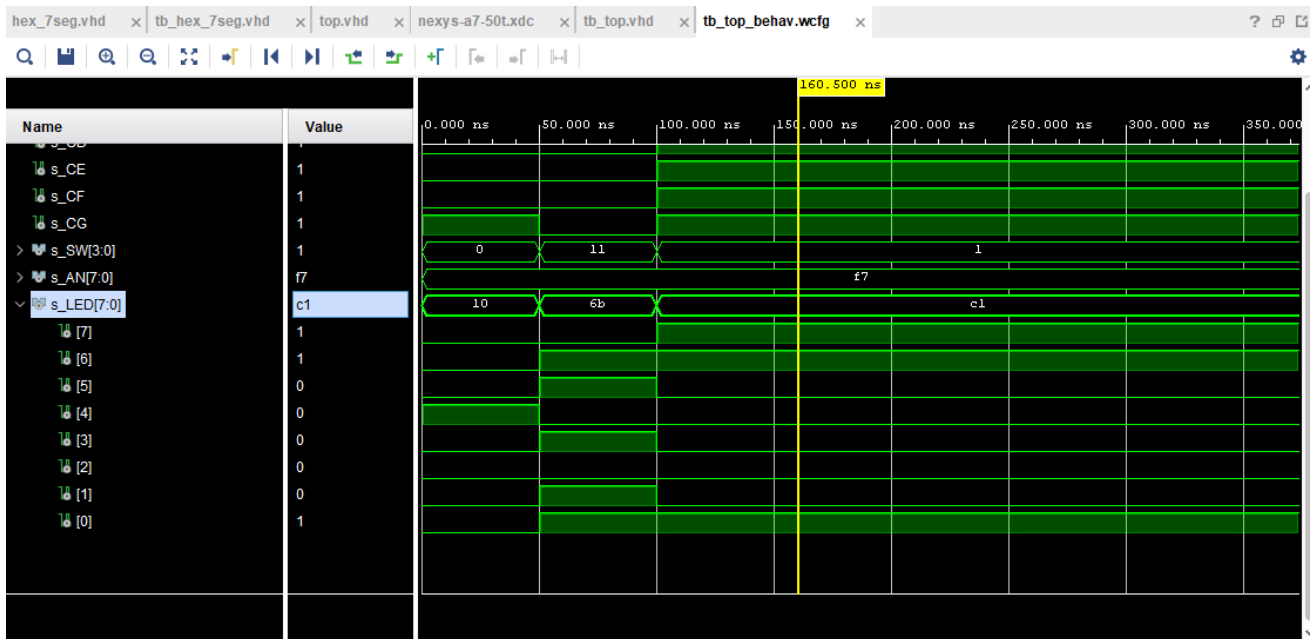 hex_7seg.vhd × tb_hex_7seg.vhd × top.vhd × nexys-a7-50t.xdc × tb_top.vhd × tb_top_behav.wcfg × ?
160.500 ns
Name Value 0.000 ns 50.000 ns 100.000 ns 150.000 ns 200.000 ns 250.000 ns 300.000 ns 350.000
s_CE 1
s_CF 1
s_CG 1
s_SW[3:0] 1 0 11 1
s_AN[7:0] f7 f7
s_LED[7:0] c1 10 6b c1
[7] 1
[6] 1
[5] 0
[4] 0
[3] 0
[2] 0
[1] 0
[0] 1